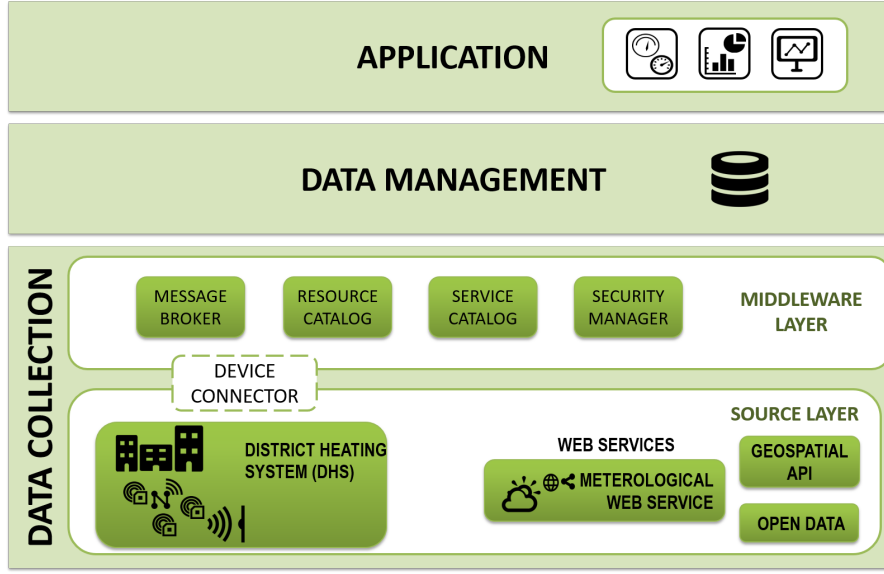 APPLICATION
DATA MANAGEMENT
DATA COLLECTION
MESSAGE
BROKER
RESOURCE
CATALOG
SERVICE
CATALOG
SECURITY
MANAGER
MIDDLEWARE
LAYER
DEVICE
CONNECTOR
SOURCE LAYER
DISTRICT HEATING
SYSTEM (DHS)
WEB SERVICES
METEROLOGICAL
WEB SERVICE
GEOSPATIAL
API
OPEN DATA